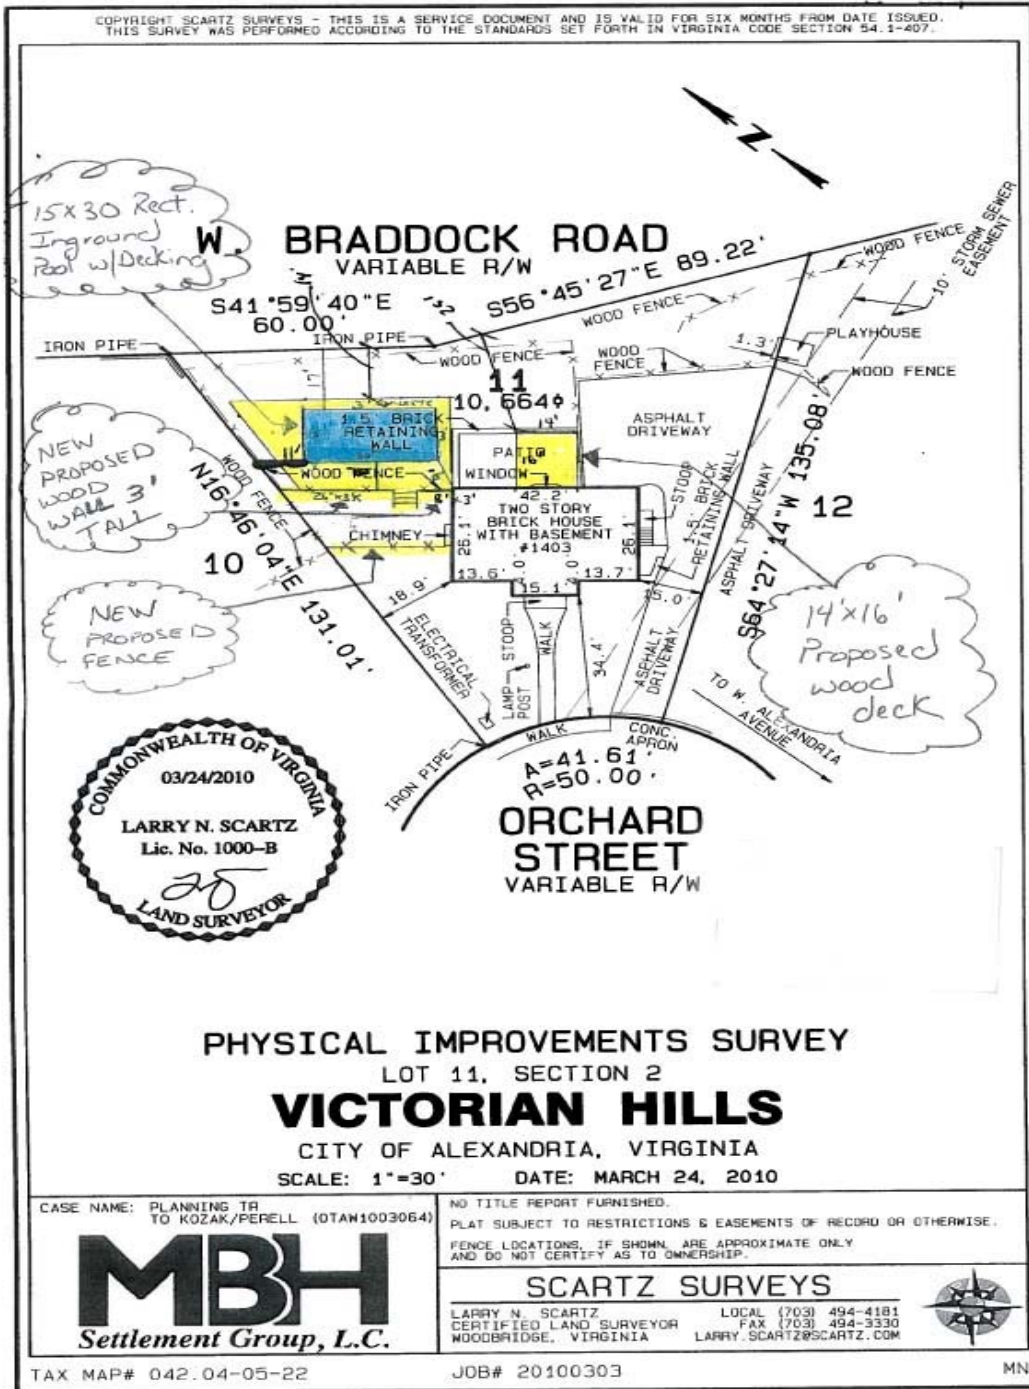 COPYRIGHT SCARTZ SURVEYS - THIS IS A SERVICE DOCUMENT AND IS VALID FOR SIX MONTHS FROM DATE ISSUED.
THIS SURVEY WAS PERFORMED ACCORDING TO THE STANDARDS SET FORTH IN VIRGINIA CODE SECTION 54.1-407.
N
15x30 Rect.
Inground
Pool w/Decking
W. BRADDOCK ROAD
VARIABLE R/W
S41°59'40"E
60.00'
S56°45'27"E 89.22'
WOOD FENCE
10' STORM SEWER
EASEMENT
IRON PIPE
IRON PIPE
WOOD FENCE
WOOD FENCE
WOOD
FENCE
1.3'
PLAYHOUSE
WOOD FENCE
17'
11
10,664
1.5' BRICK
RETAINING
WALL
14'
PATIO
16'
WINDOW
ASPHALT
DRIVEWAY
NEW
PROPOSED
WOOD
WALL 3'
TALL
11'
WOOD FENCE
WOOD FENCE
N16°46'04"E 131.01'
10
CHIMNEY
42.2'
TWO STORY
BRICK HOUSE
WITH BASEMENT
#1403
26.1'
26.1'
13.6'
4.0'
15.1'
4.0'
13.7'
STOOP
1.5' BRICK
RETAINING WALL
ASPHALT DRIVEWAY
S64°27'14"W 135.08'
12
NEW
PROPOSED
FENCE
18.9'
15.0'
ELECTRICAL
TRANSFORMER
LAMP
POST
STOOP
WALK
34.4'
ASPHALT
DRIVEWAY
14'x16'
Proposed
wood
deck
TO W. ALEXANDRIA
AVENUE
IRON PIPE
WALK
CONC.
APRON
A=41.61'
R=50.00'
ORCHARD
STREET
VARIABLE R/W
COMMONWEALTH OF VIRGINIA
03/24/2010
LARRY N. SCARTZ
Lic. No. 1000-B
LAND SURVEYOR
PHYSICAL IMPROVEMENTS SURVEY
LOT 11, SECTION 2
VICTORIAN HILLS
CITY OF ALEXANDRIA, VIRGINIA
SCALE: 1"=30' DATE: MARCH 24, 2010
CASE NAME: PLANNING TR
TO KOZAK/PERELL (OTAW1003064)
MBH
Settlement Group, L.C.
NO TITLE REPORT FURNISHED.
PLAT SUBJECT TO RESTRICTIONS & EASEMENTS OF RECORD OR OTHERWISE.
FENCE LOCATIONS, IF SHOWN, ARE APPROXIMATE ONLY
AND DO NOT CERTIFY AS TO OWNERSHIP.
SCARTZ SURVEYS
LARRY N. SCARTZ
CERTIFIED LAND SURVEYOR
WOODBRIDGE, VIRGINIA
LOCAL (703) 494-4181
FAX (703) 494-3330
LARRY.SCARTZ@SCARTZ.COM
TAX MAP# 042.04-05-22 JOB# 20100303 MN